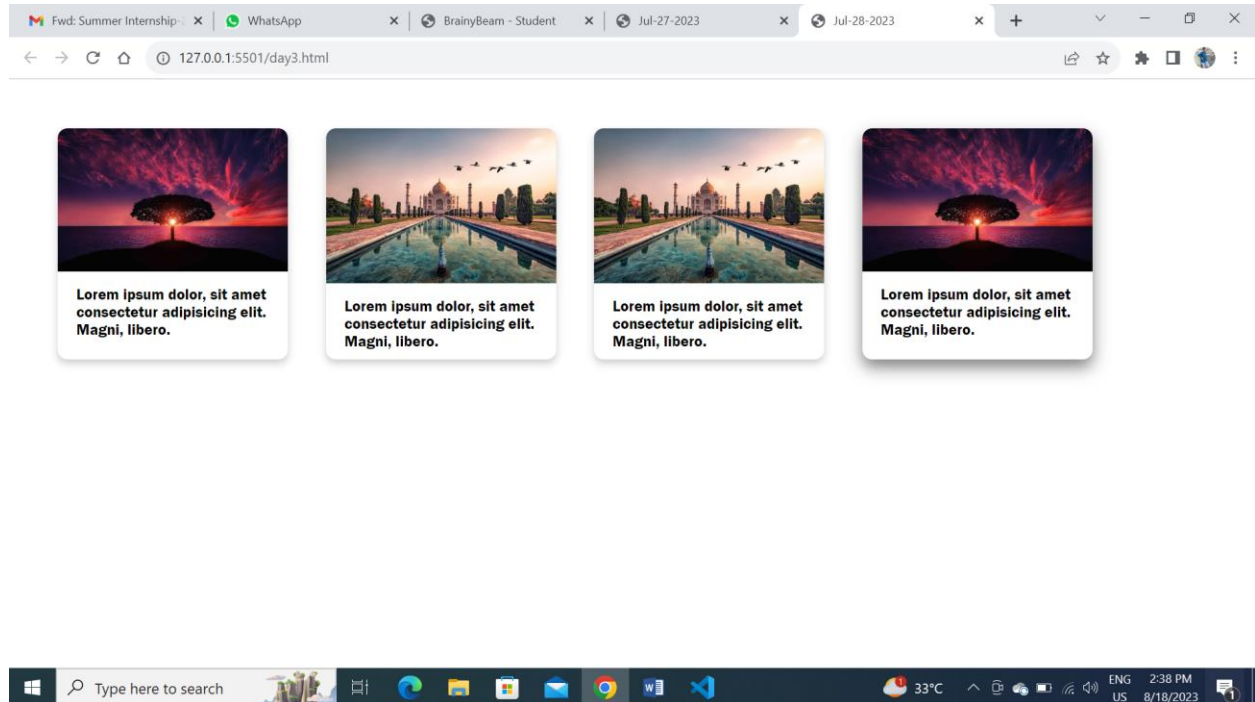 Fwd: Summer Internship-
WhatsApp
BrainyBeam - Student
Jul-27-2023
Jul-28-2023
127.0.0.1:5501/day3.html
Lorem ipsum dolor, sit amet
consectetur adipisicing elit.
Magni, libero.
Lorem ipsum dolor, sit amet
consectetur adipisicing elit.
Magni, libero.
Lorem ipsum dolor, sit amet
consectetur adipisicing elit.
Magni, libero.
Lorem ipsum dolor, sit amet
consectetur adipisicing elit.
Magni, libero.
Type here to search
1
33°C
ENG
US
2:38 PM
8/18/2023
1